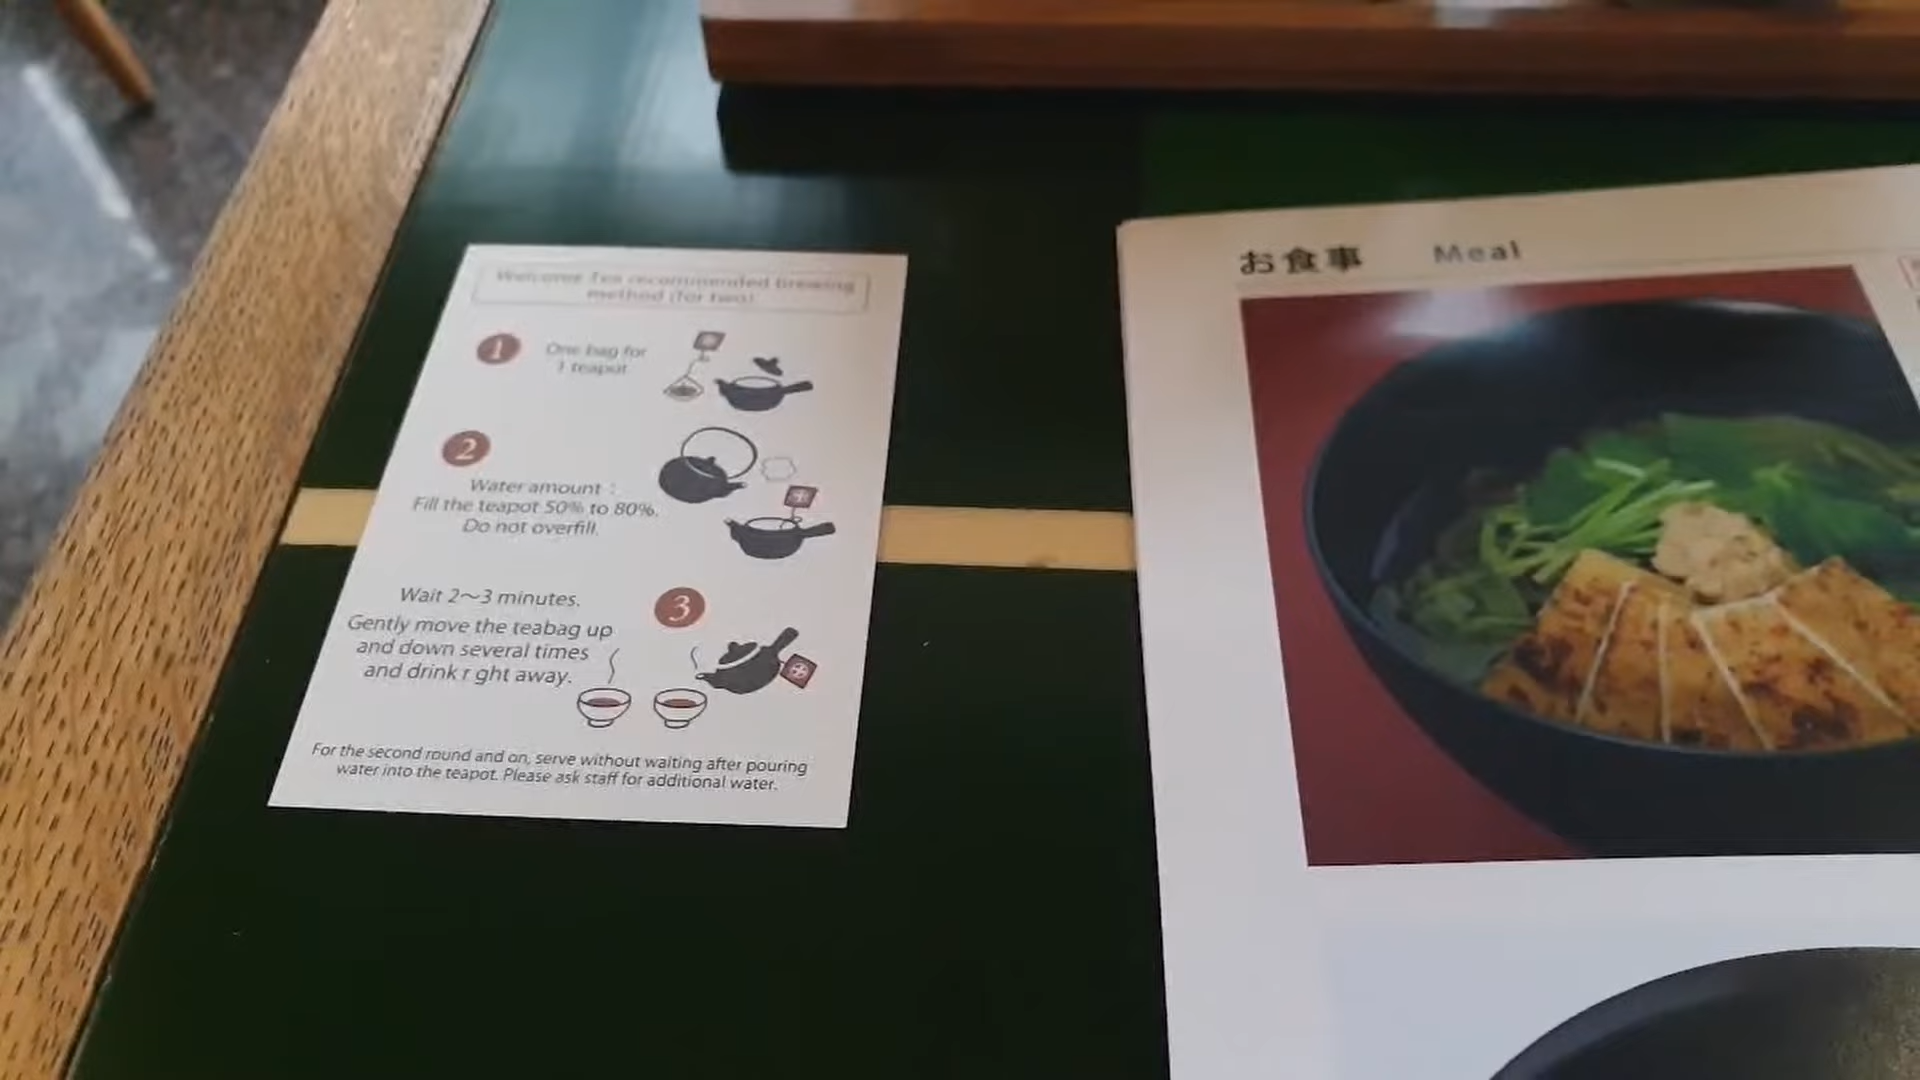 Welcome Tea recommended brewing
method (for two)
1
One bag for
1 teapot
2
Water amount :
Fill the teapot 50% to 80%.
Do not overfill.
Wait 2～3 minutes.
3
Gently move the teabag up
and down several times
and drink r ght away.
For the second round and on, serve without waiting after pouring
water into the teapot. Please ask staff for additional water.
お食事 Meal